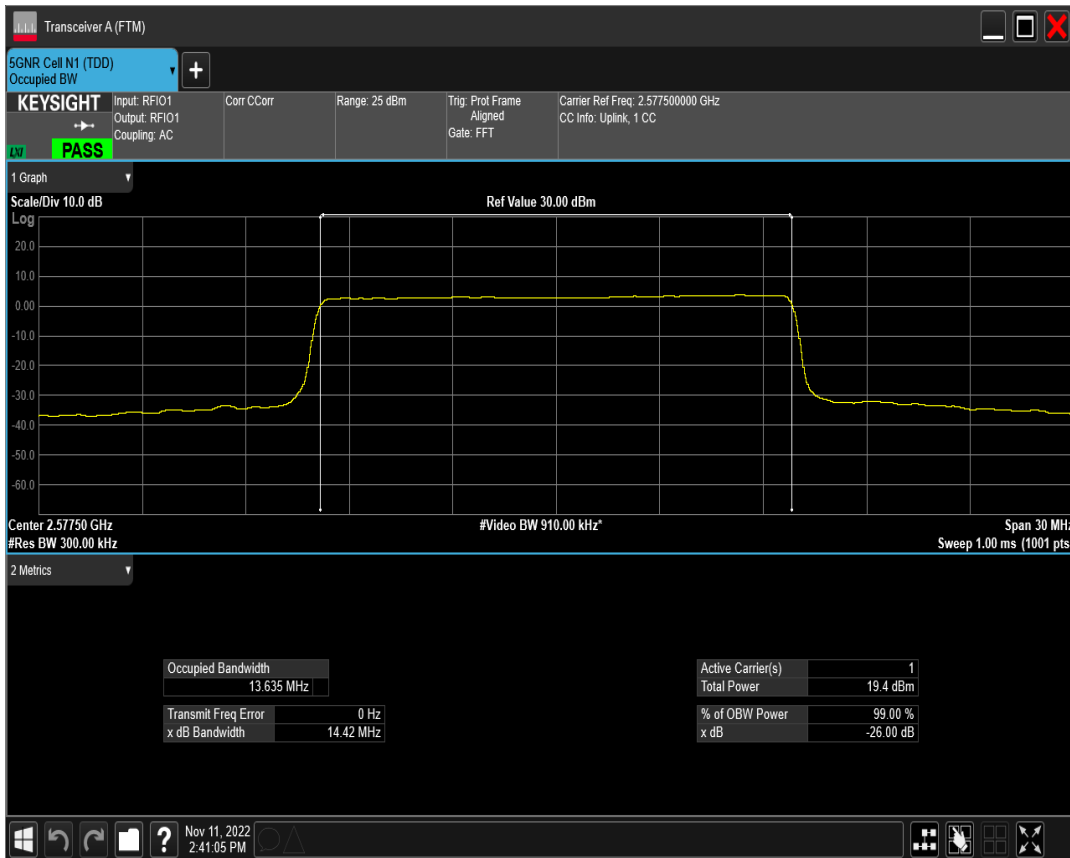 Transceiver A (FTM)
5GNR Cell N1 (TDD)
Occupied BW
+
KEYSIGHT
LXI
PASS
Input: RFIO1
Output: RFIO1
Coupling: AC
Corr CCorr
Range: 25 dBm
Trig: Prot Frame
Aligned
Gate: FFT
Carrier Ref Freq: 2.577500000 GHz
CC Info: Uplink, 1 CC
1 Graph
Scale/Div 10.0 dB
Ref Value 30.00 dBm
Log
20.0
10.0
0.00
-10.0
-20.0
-30.0
-40.0
-50.0
-60.0
Center 2.57750 GHz
#Video BW 910.00 kHz*
Span 30 MHz
#Res BW 300.00 kHz
Sweep 1.00 ms (1001 pts
2 Metrics
Occupied Bandwidth
13.635 MHz
Transmit Freq Error 0 Hz
x dB Bandwidth 14.42 MHz
Active Carrier(s) 1
Total Power 19.4 dBm
% of OBW Power 99.00 %
x dB -26.00 dB
?
Nov 11, 2022
2:41:05 PM